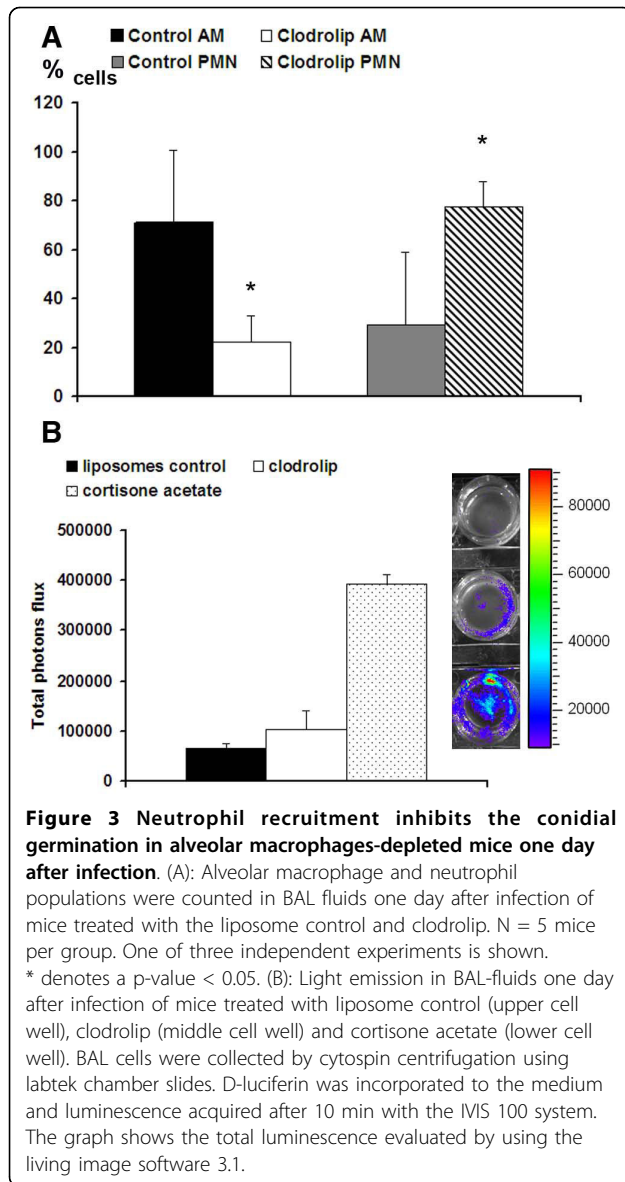 A
Control AM Clodrolip AM
Control PMN Clodrolip PMN
% cells
120
100
80
60
40
20
0
*
*
B
liposomes control clodrolip
cortisone acetate
Total photons flux
500000
400000
300000
200000
100000
0
80000
60000
40000
20000
Figure 3 Neutrophil recruitment inhibits the conidial
germination in alveolar macrophages-depleted mice one day
after infection. (A): Alveolar macrophage and neutrophil
populations were counted in BAL fluids one day after infection of
mice treated with the liposome control and clodrolip. N = 5 mice
per group. One of three independent experiments is shown.
* denotes a p-value < 0.05. (B): Light emission in BAL-fluids one day
after infection of mice treated with liposome control (upper cell
well), clodrolip (middle cell well) and cortisone acetate (lower cell
well). BAL cells were collected by cytospin centrifugation using
labtek chamber slides. D-luciferin was incorporated to the medium
and luminescence acquired after 10 min with the IVIS 100 system.
The graph shows the total luminescence evaluated by using the
living image software 3.1.